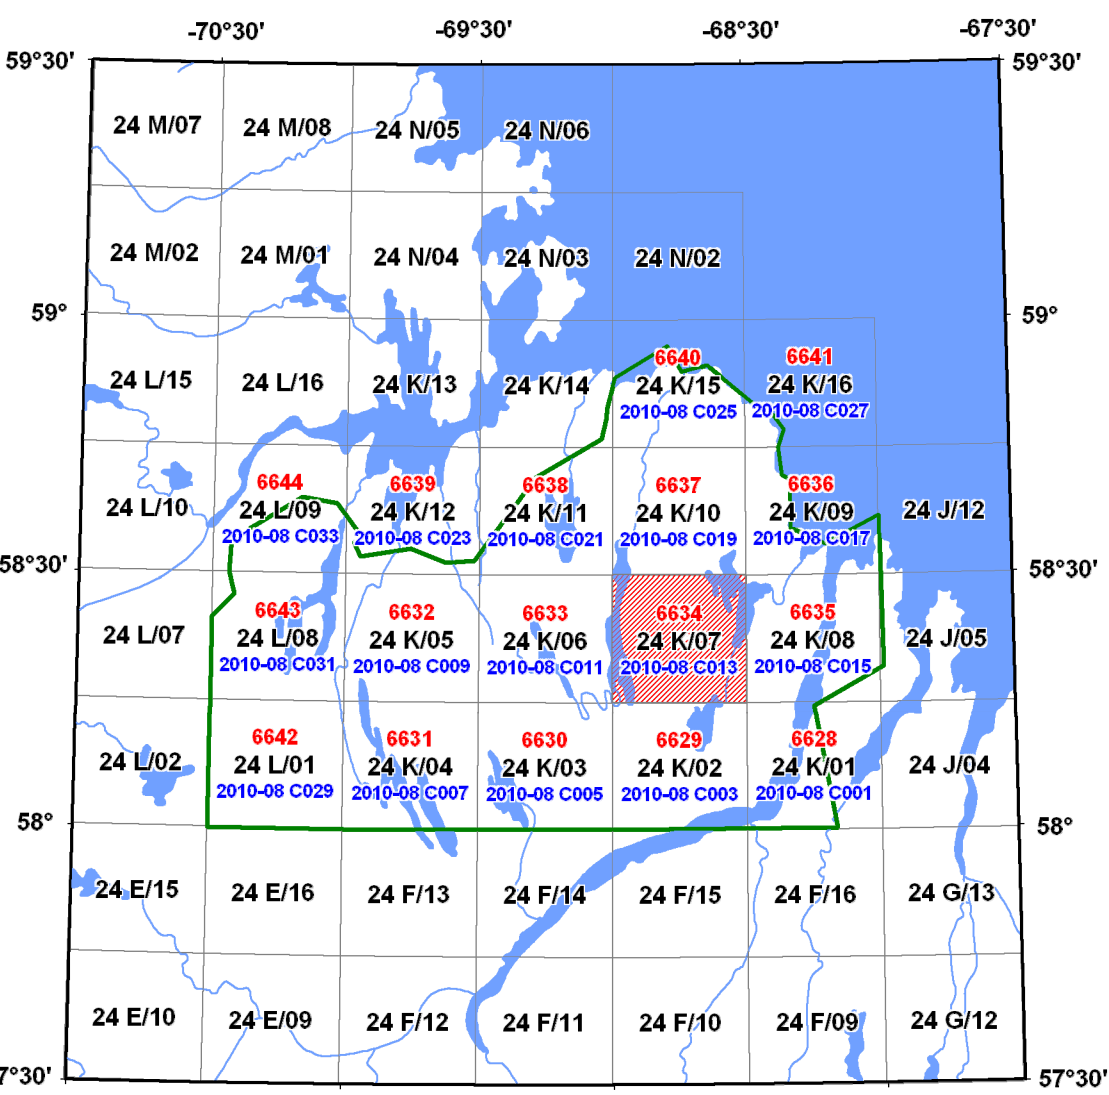 -70°30' -69°30' -68°30' -67°30'
59°30' 59°30'
24 M/07 24 M/08 24 N/05 24 N/06
24 M/02 24 M/01 24 N/04 24 N/03 24 N/02
59° 59°
6640 6641
24 L/15 24 L/16 24 K/13 24 K/14 24 K/15 24 K/16
2010-08 C025 2010-08 C027
6644 6639 6638 6637 6636
24 L/10 24 L/09 24 K/12 24 K/11 24 K/10 24 K/09 24 J/12
2010-08 C033 2010-08 C023 2010-08 C021 2010-08 C019 2010-08 C017
58°30' 58°30'
6643 6632 6633 6634 6635
24 L/07 24 L/08 24 K/05 24 K/06 24 K/07 24 K/08 24 J/05
2010-08 C031 2010-08 C009 2010-08 C011 2010-08 C013 2010-08 C015
6642 6631 6630 6629 6628
24 L/02 24 L/01 24 K/04 24 K/03 24 K/02 24 K/01 24 J/04
2010-08 C029 2010-08 C007 2010-08 C005 2010-08 C003 2010-08 C001
58° 58°
24 E/15 24 E/16 24 F/13 24 F/14 24 F/15 24 F/16 24 G/13
24 E/10 24 E/09 24 F/12 24 F/11 24 F/10 24 F/09 24 G/12
7°30' 57°30'